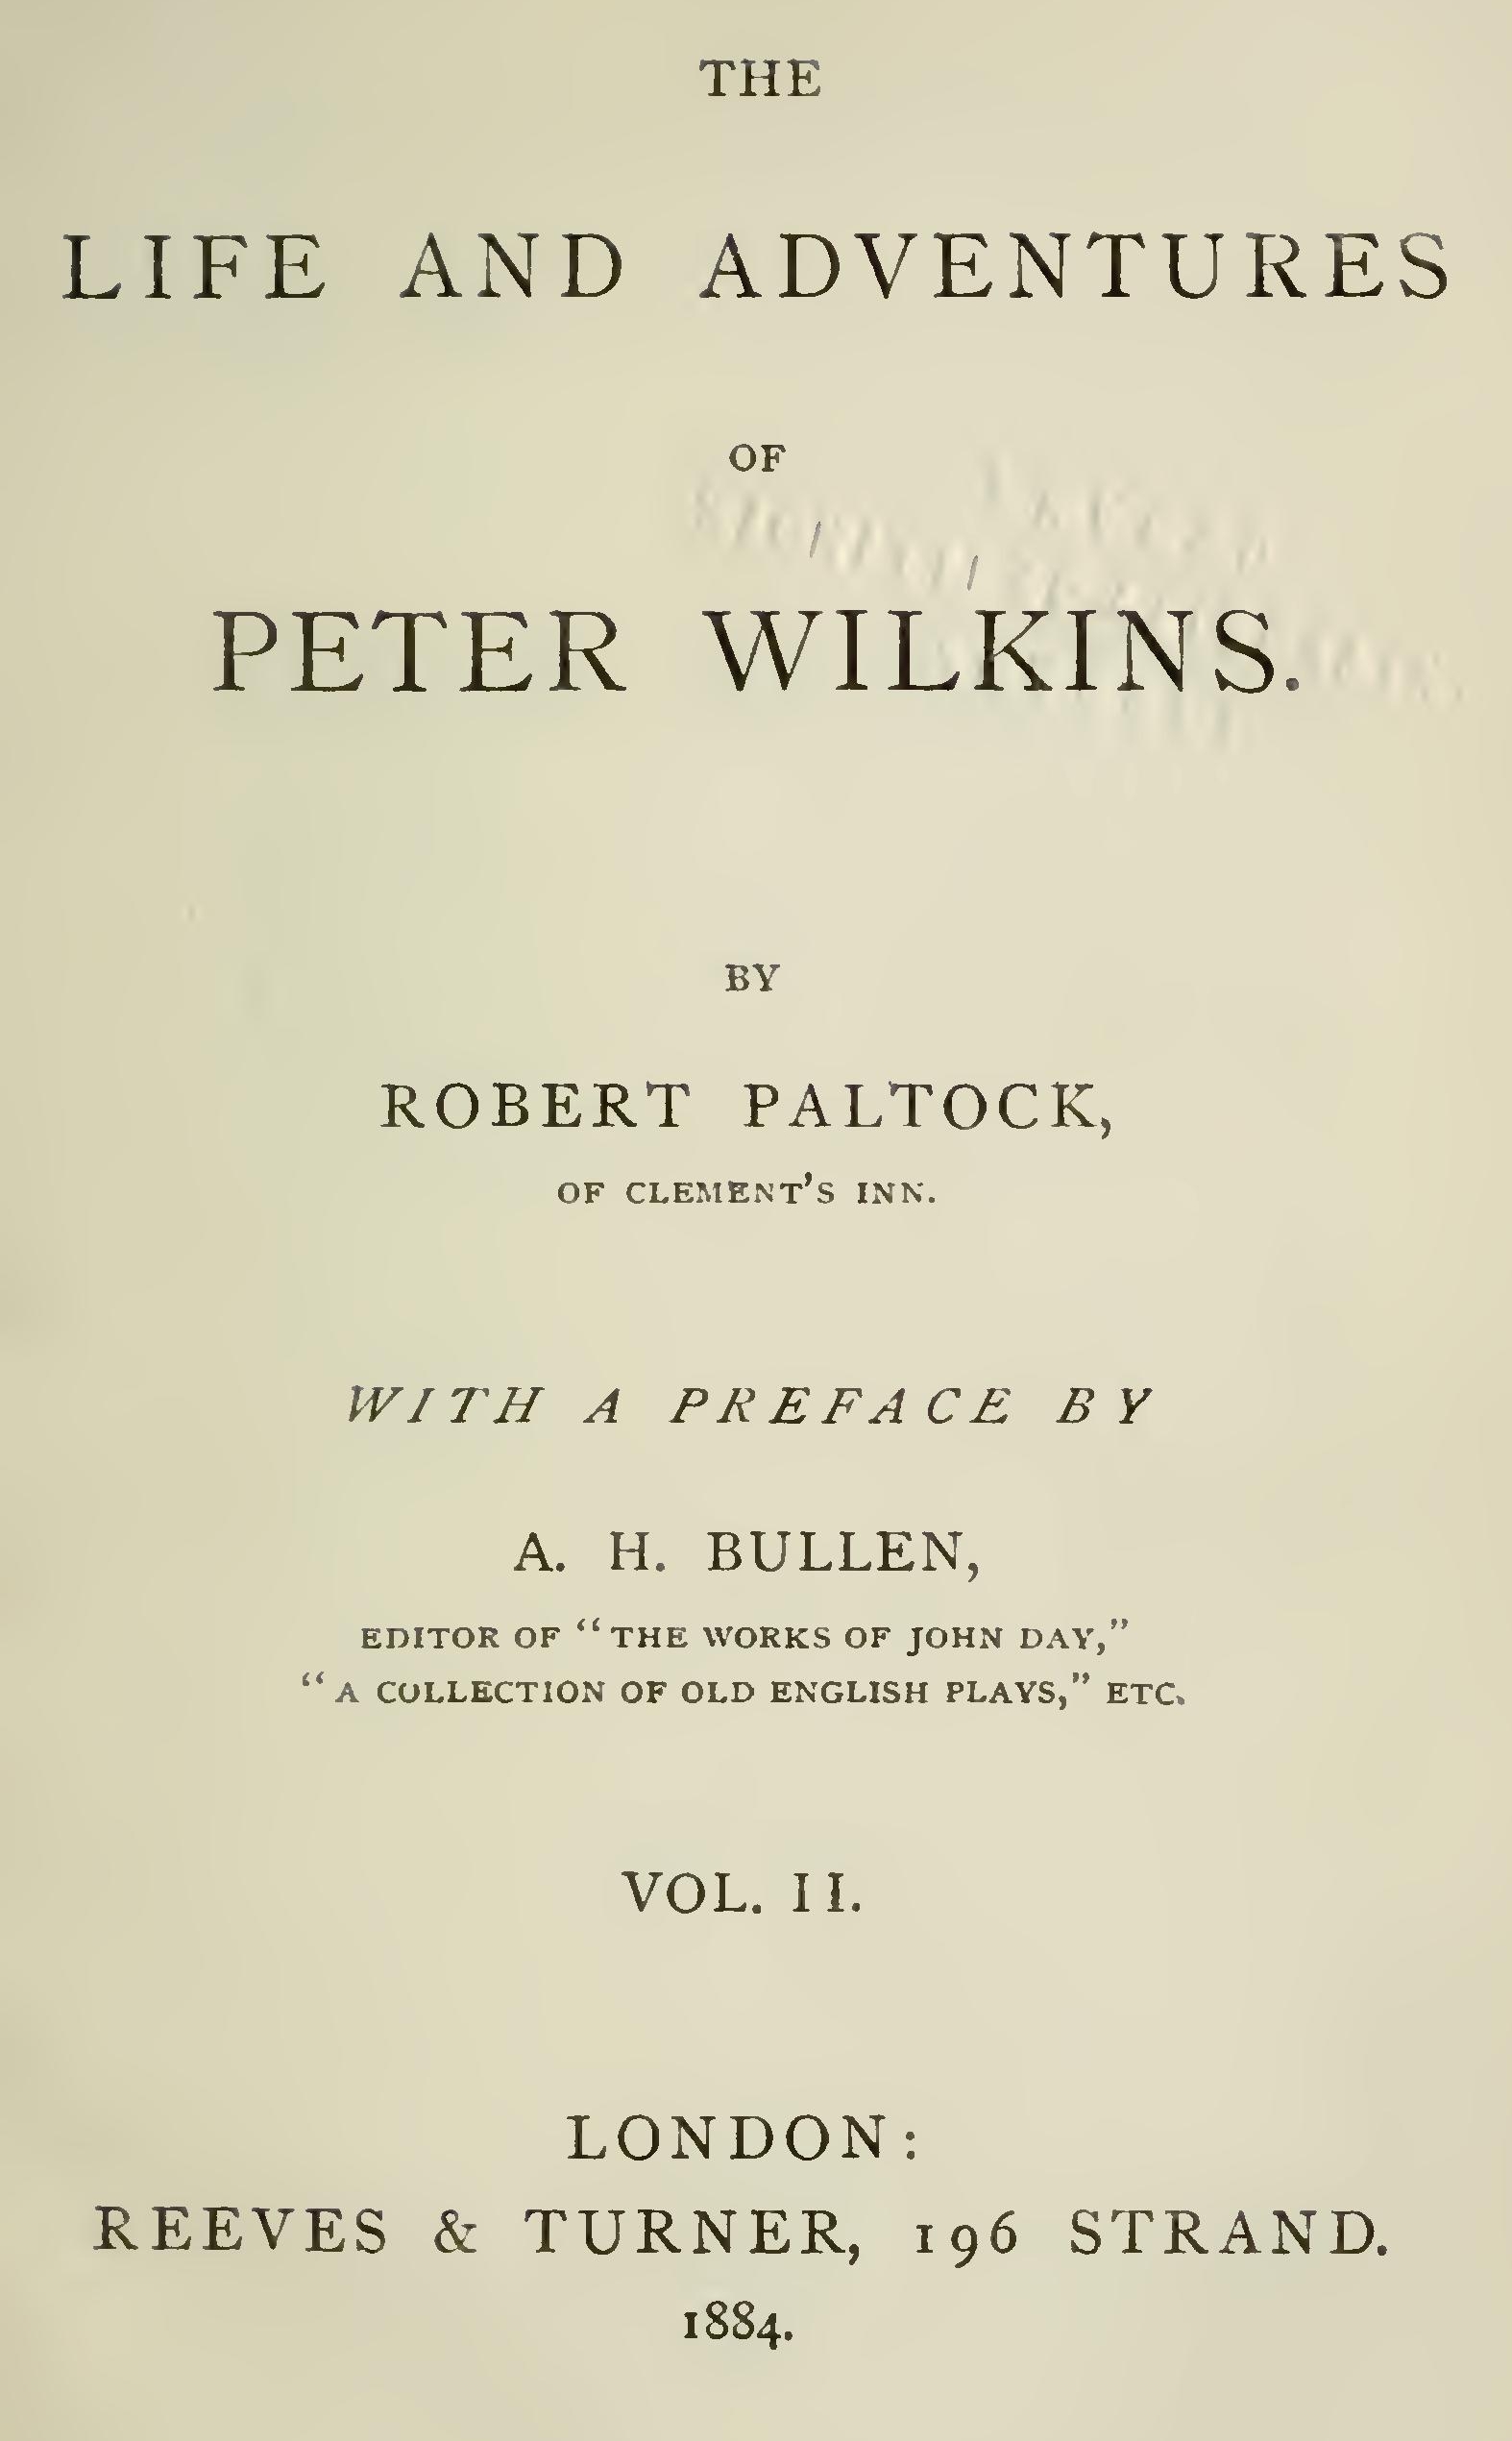 THE
LIFE AND ADVENTURES
OF
PETER WILKINS.
BY
ROBERT PALTOCK,
OF CLEMENT'S INN.
WITH A PREFACE BY
A. H. BULLEN,
EDITOR OF "THE WORKS OF JOHN DAY,"
"A COLLECTION OF OLD ENGLISH PLAYS," ETC.
VOL. II.
LONDON:
REEVES & TURNER, 196 STRAND.
1884.